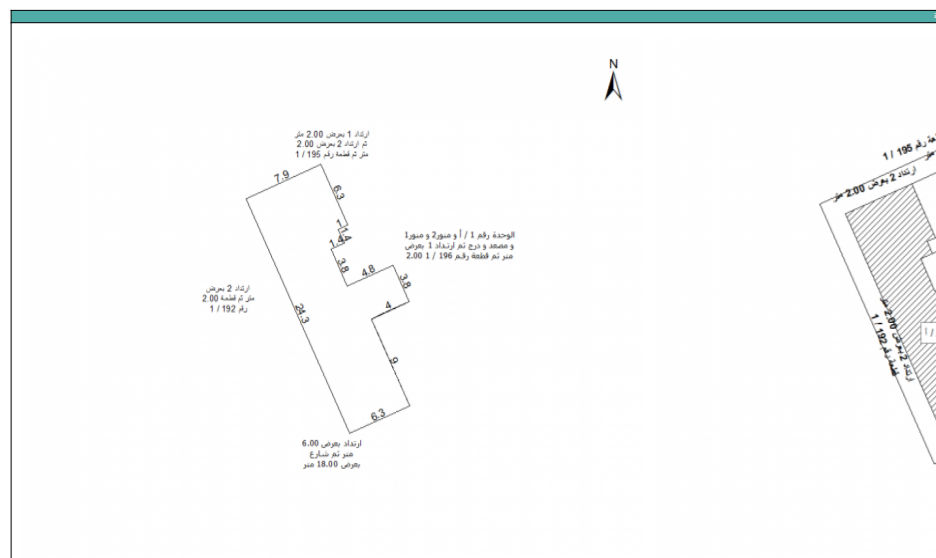 N
ارتداد 1 بعرض 2.00 متر
ثم ارتداد 2 بعرض 2.00
متر ثم قطعة رقم 195 / 1
7.9
6.3
1
1.4
1.4
3.8
4.8
3.8
4
9
6.3
24.3
الوحدة رقم 1 / أ و منور2 و منور1
و مصعد و درج ثم ارتداد 1 بعرض
2.00 متر ثم قطعة رقم 196 / 1
ارتداد 2 بعرض
2.00 متر ثم قطعة
رقم 192 / 1
ارتداد بعرض 6.00
متر ثم شارع
بعرض 18.00 متر
قطعة رقم 195 / 1
ارتداد 2 بعرض 2.00 متر
ارتداد 2 بعرض 2.00 متر
قطعة رقم 192 / 1